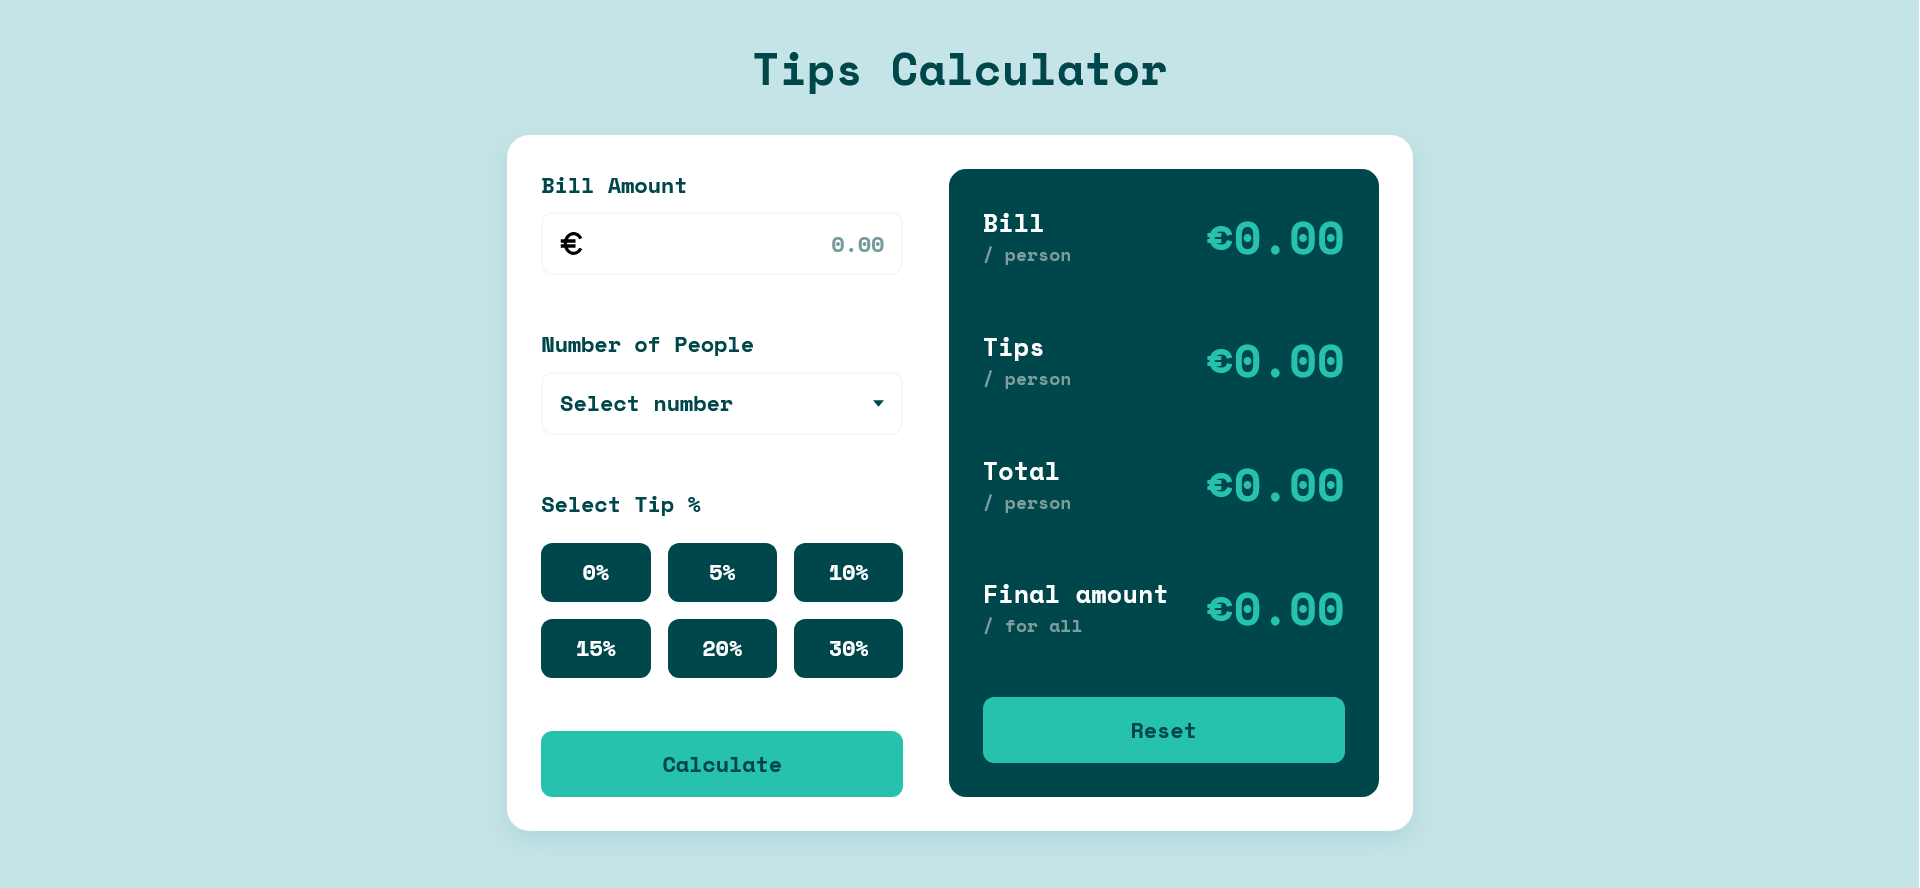 Tips Calculator
Bill Amount
€ 0.00
Number of People
Select number
Select Tip %
0% 5% 10%
15% 20% 30%
Calculate
Bill €0.00
/ person
Tips €0.00
/ person
Total €0.00
/ person
Final amount €0.00
/ for all
Reset